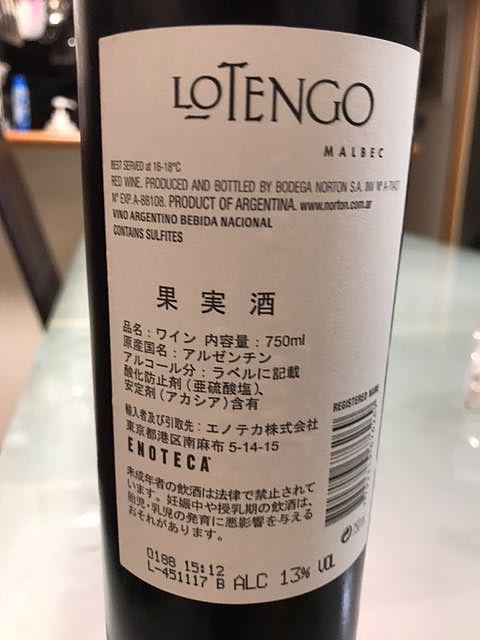 LOTENGO
MALBEC
BEST SERVED at 16-18°C
RED WINE. PRODUCED AND BOTTLED BY BODEGA NORTON S.A. INV Nº
Nº EXP.A-88108. PRODUCT OF ARGENTINA. www.norton.com.ar
VINO ARGENTINO BEBIDA NACIONAL
CONTAINS SULFITES
果実酒
品名：ワイン 内容量：750ml
原産国名：アルゼンチン
アルコール分：ラベルに記載
酸化防止剤（亜硫酸塩）、
安定剤（アカシア）含有
輸入者及び引取先：エノテカ株式会社
東京都港区南麻布 5-14-15
ENOTECA
REGISTERED NAME
未成年者の飲酒は法律で禁止されて
います。妊娠中や授乳期の飲酒は、
胎児・乳児の発育に悪影響を与える
おそれがあります。
0188 15:12
L-451117 B ALC 13% VOL